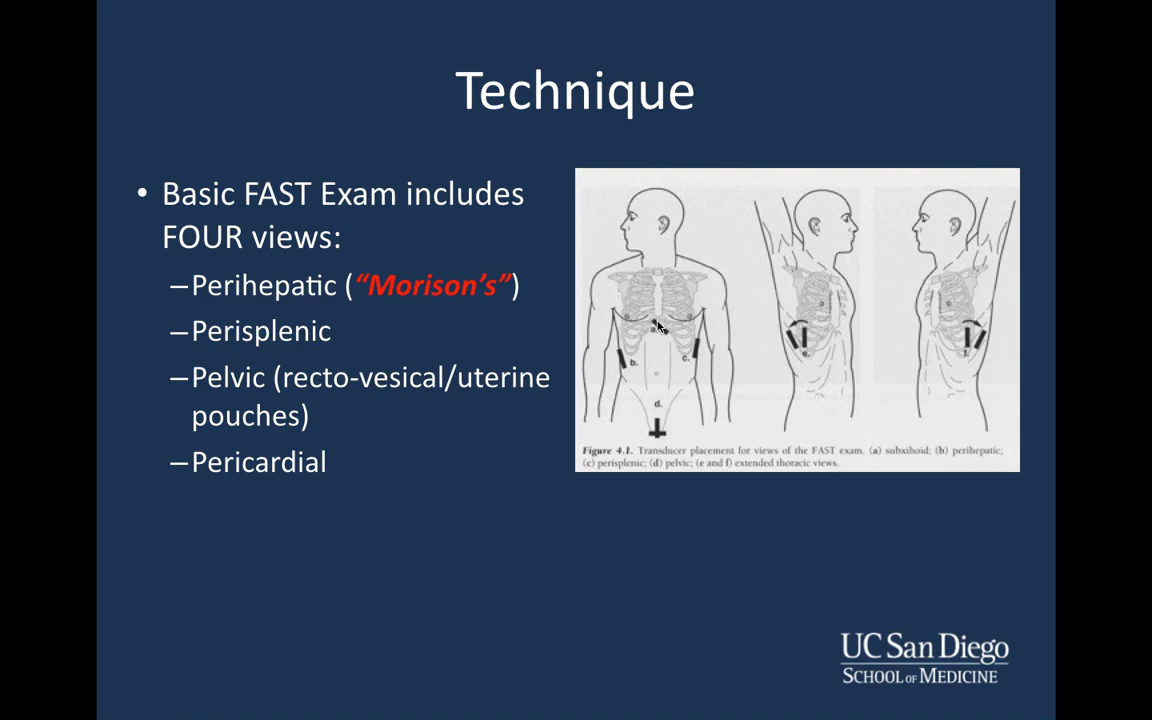 Technique
• Basic FAST Exam includes
FOUR views:
–Perihepatic (“Morison’s”)
–Perisplenic
–Pelvic (recto-vesical/uterine
pouches)
–Pericardial
a.
b.
c.
d.
e.
f.
Figure 4.1. Transducer placement for views of the FAST exam. (a) subxihoid; (b) perihepatic;
(c) perisplenic; (d) pelvic; (e and f) extended thoracic views.
UC San Diego
SCHOOL OF MEDICINE